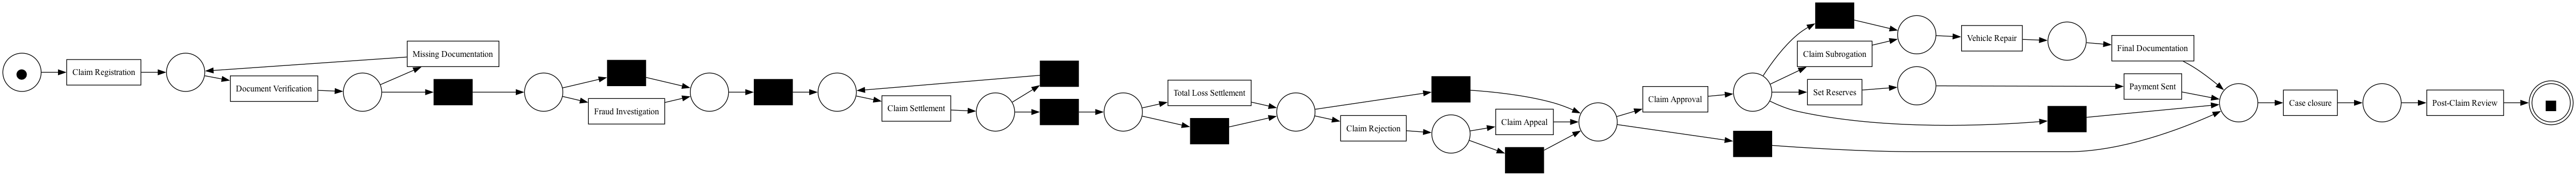 Claim Registration
Missing Documentation
Document Verification
Fraud Investigation
Claim Settlement
Total Loss Settlement
Claim Rejection
Claim Appeal
Claim Approval
Claim Subrogation
Set Reserves
Vehicle Repair
Final Documentation
Payment Sent
Case closure
Post-Claim Review